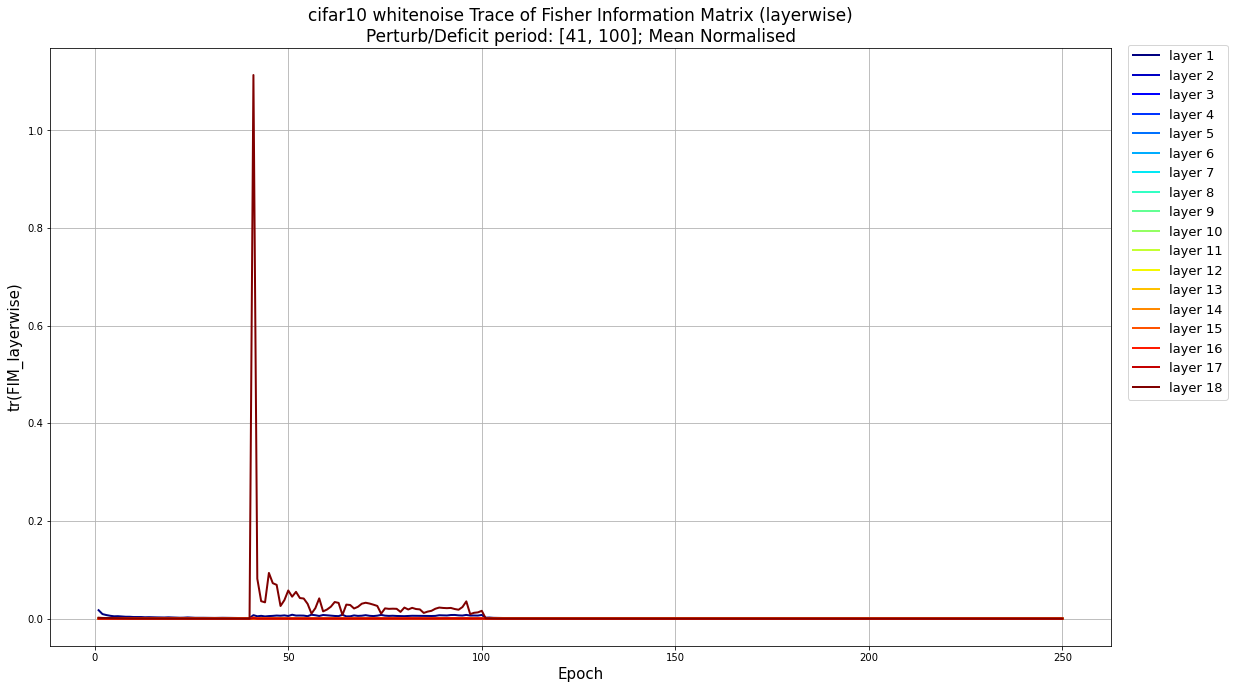 cifar10 whitenoise Trace of Fisher Information Matrix (layerwise)
Perturb/Deficit period: [41, 100]; Mean Normalised
layer 1
layer 2
layer 3
layer 4
layer 5
layer 6
layer 7
layer 8
layer 9
layer 10
layer 11
layer 12
layer 13
layer 14
layer 15
layer 16
layer 17
layer 18
tr(FIM_layerwise)
1.0
0.8
0.6
0.4
0.2
0.0
0
50
100
150
200
250
Epoch